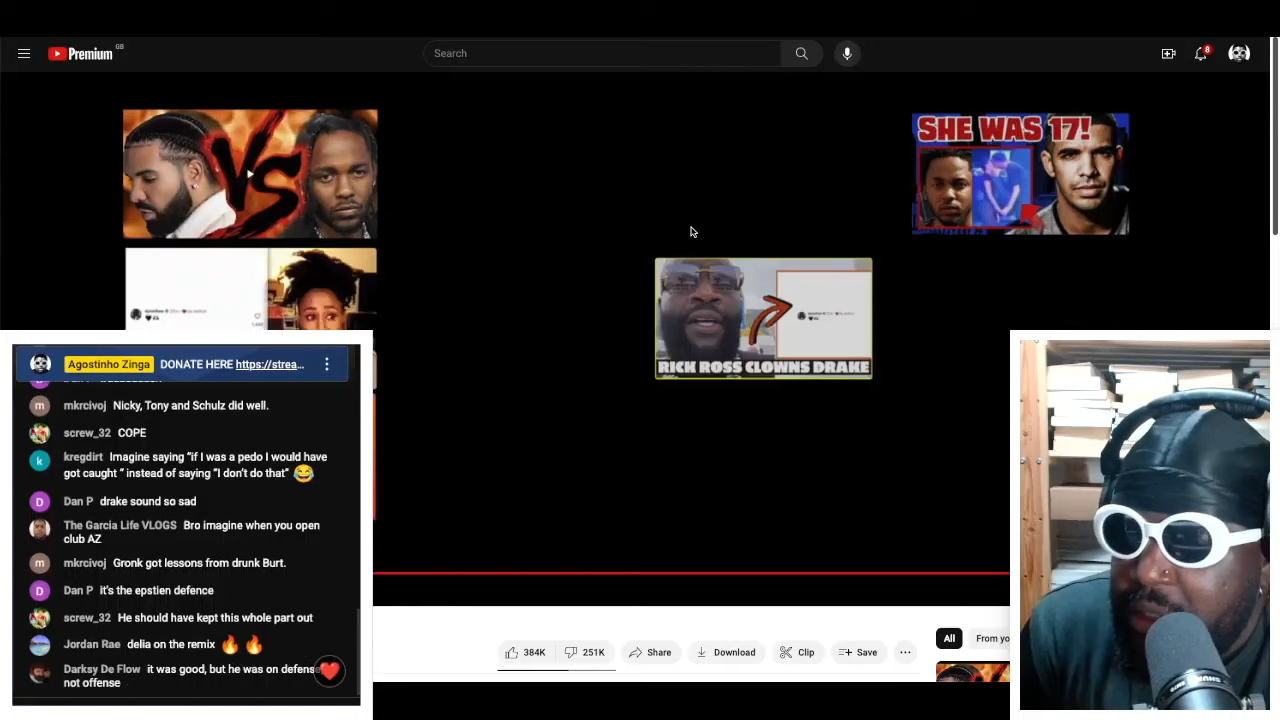 Premium GB
Search
8
VS
SHE WAS 17!
RICK ROSS CLOWNS DRAKE
Agostinho Zinga DONATE HERE https://strea...
mkrcivoj Nicky, Tony and Schulz did well.
screw_32 COPE
kregdirt Imagine saying “if I was a pedo I would have
got caught “ instead of saying “I don’t do that” 😂
Dan P drake sound so sad
The Garcia Life VLOGS Bro imagine when you open
club AZ
mkrcivoj Gronk got lessons from drunk Burt.
Dan P it's the epstien defence
screw_32 He should have kept this whole part out
Jordan Rae delia on the remix 🔥 🔥
Darksy De Flow it was good, but he was on defens
not offense
384K 251K Share Download Clip Save ...
All From yo